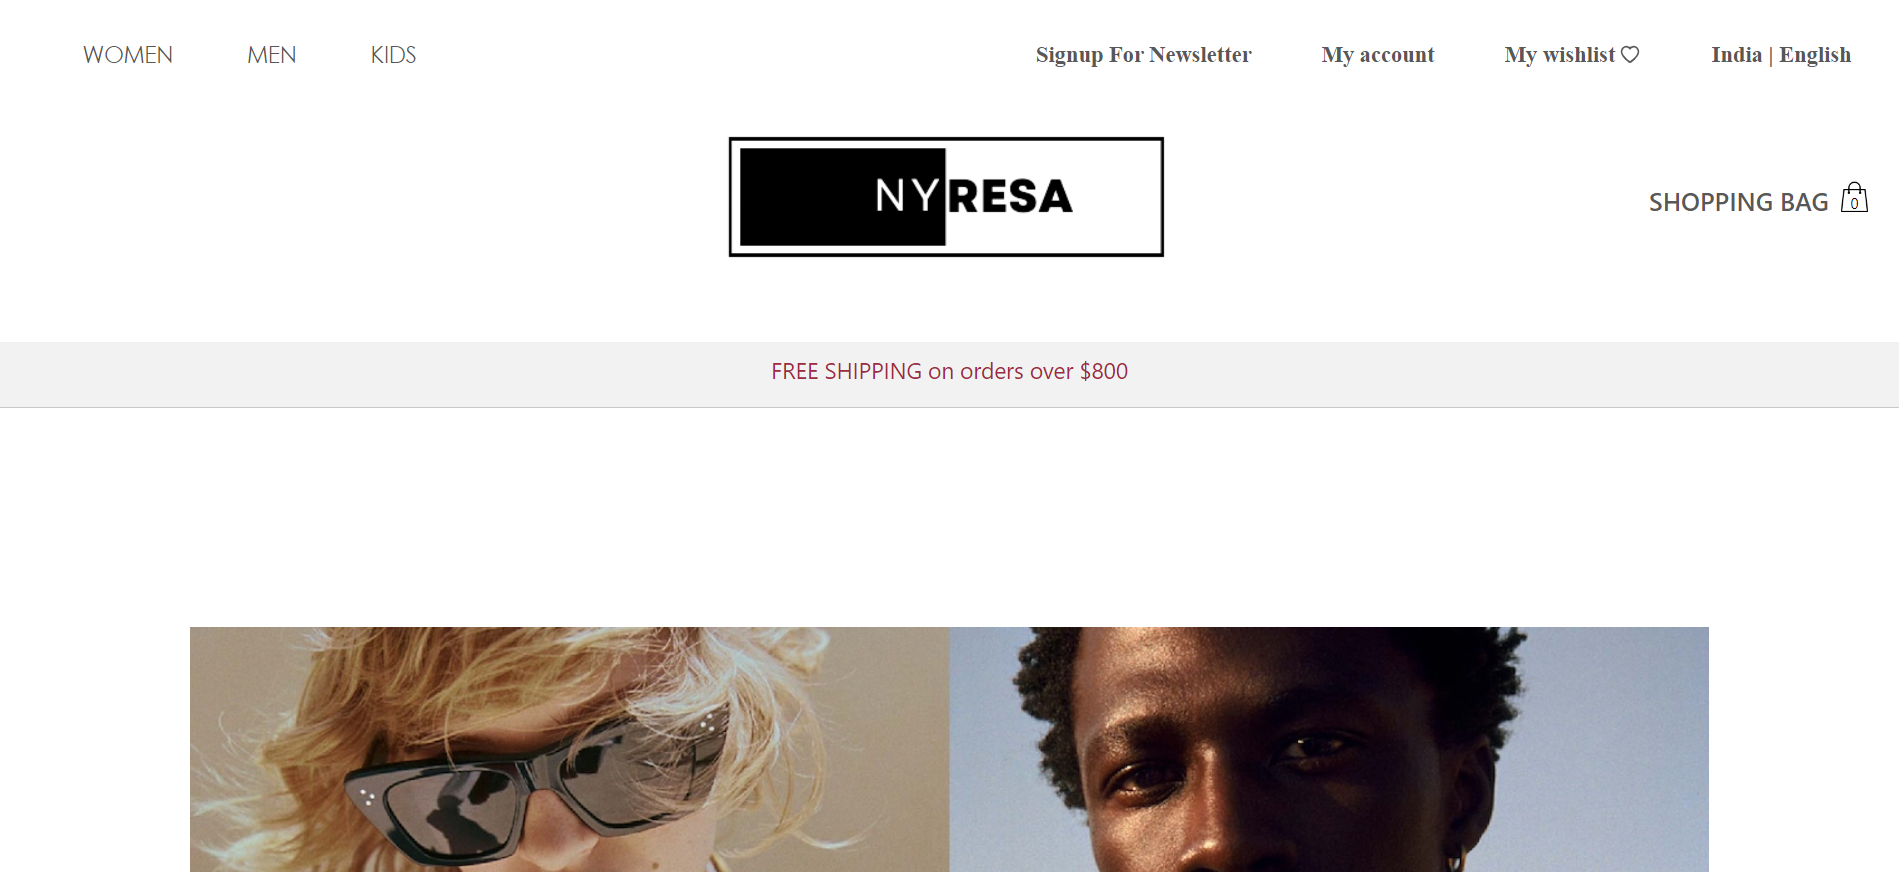 WOMEN MEN KIDS Signup For Newsletter My account My wishlist India | English
NYRESA
SHOPPING BAG 0
FREE SHIPPING on orders over $800